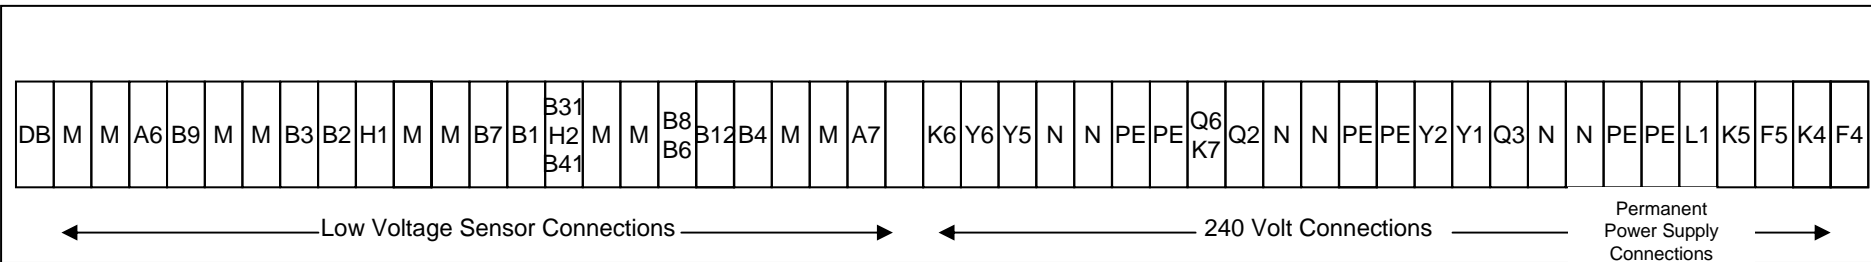 DB M M A6 B9 M M B3 B2 H1 M M B7 B1 B31 H2 B41 M M B8 B6 B12 B4 M M A7 K6 Y6 Y5 N N PE PE Q6 K7 Q2 N N PE PE Y2 Y1 Q3 N N PE PE L1 K5 F5 K4 F4
Low Voltage Sensor Connections
240 Volt Connections
Permanent
Power Supply
Connections